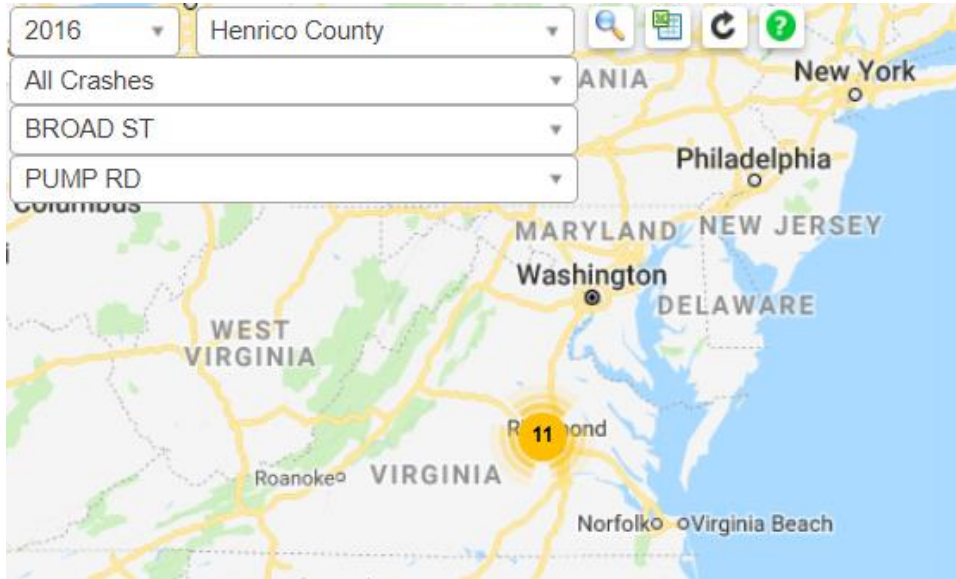 2016
Henrico County
All Crashes
BROAD ST
PUMP RD
?
ANIA
New York
Philadelphia
Columbus
MARYLAND
NEW JERSEY
Washington
DELAWARE
WEST
VIRGINIA
11
Roanoke
VIRGINIA
Norfolk
Virginia Beach